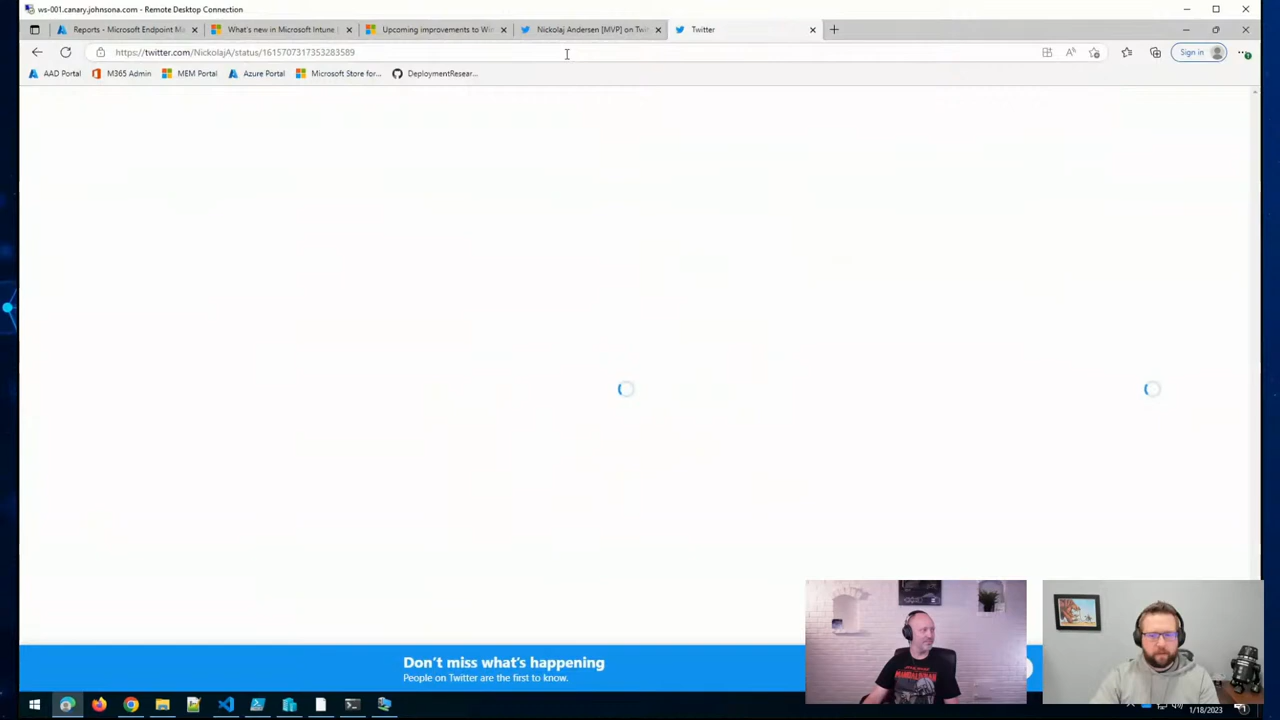 ws-001.canary.johnsona.com - Remote Desktop Connection
Reports - Microsoft Endpoint M
What's new in Microsoft Intune
Upcoming improvements to Win
Nickolaj Andersen [MVP] on Twi
Twitter
https://twitter.com/NickolajA/status/1615707317353283589
Sign in
AAD Portal
M365 Admin
MEM Portal
Azure Portal
Microsoft Store for...
DeploymentResear...
Don't miss what's happening
People on Twitter are the first to know.
1/18/2023